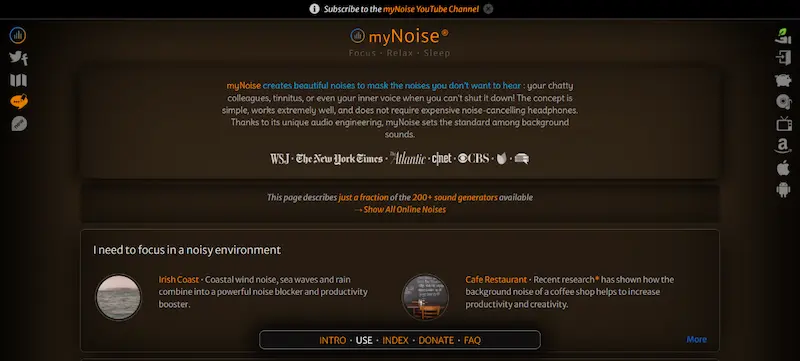 Subscribe to the myNoise YouTube Channel
myNoise®
Focus · Relax · Sleep
myNoise creates beautiful noises to mask the noises you don't want to hear : your chatty
colleagues, tinnitus, or even your inner voice when you can't shut it down! The concept is
simple, works extremely well, and does not require expensive noise-cancelling headphones.
Thanks to its unique audio engineering, myNoise sets the standard among background
sounds.
WSJ · The New York Times · The Atlantic · c|net · CBS ·
This page describes just a fraction of the 200+ sound generators available
→ Show All Online Noises
I need to focus in a noisy environment
Irish Coast · Coastal wind noise, sea waves and rain
combine into a powerful noise blocker and productivity
booster.
Cafe Restaurant · Recent research* has shown how the
background noise of a coffee shop helps to increase
productivity and creativity.
INTRO · USE · INDEX · DONATE · FAQ
More